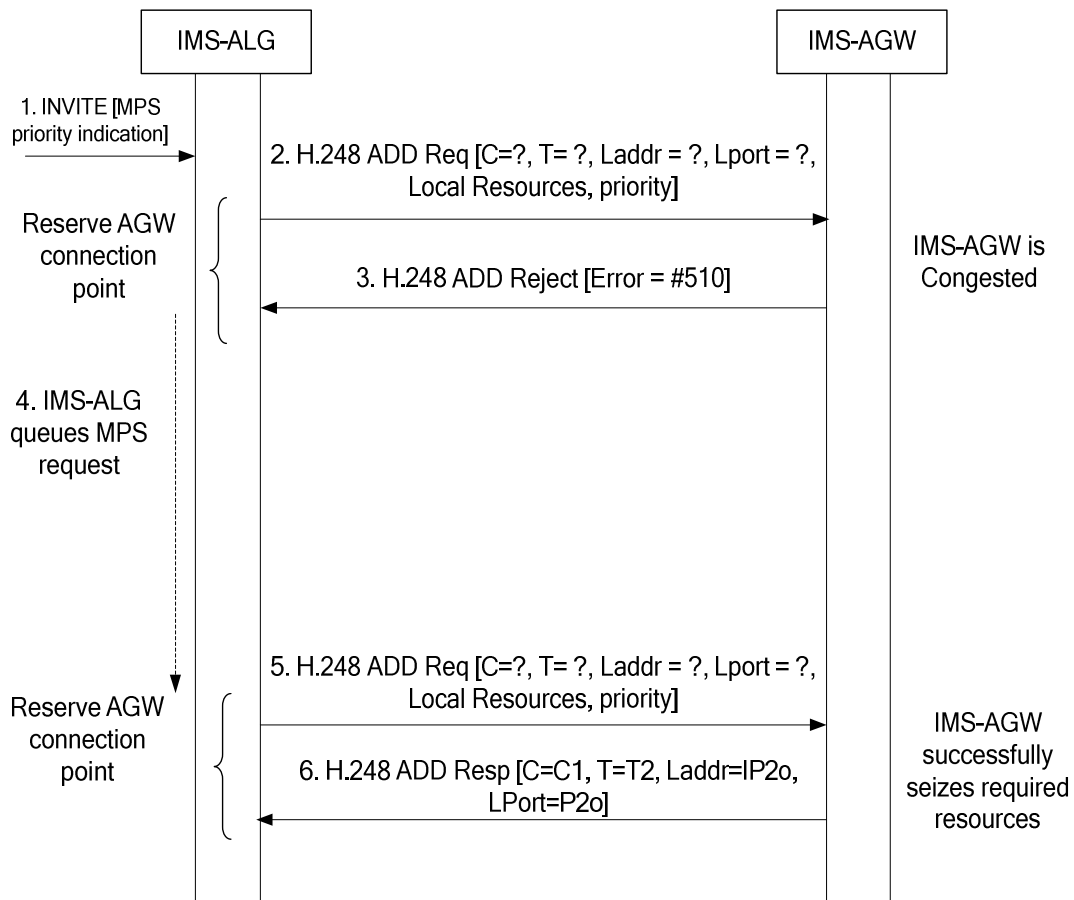 IMS-ALG
IMS-AGW
1. INVITE [MPS
priority indication]
2. H.248 ADD Req [C=?, T= ?, Laddr = ?, Lport = ?,
Local Resources, priority]
Reserve AGW
connection
point
IMS-AGW is
Congested
3. H.248 ADD Reject [Error = #510]
4. IMS-ALG
queues MPS
request
5. H.248 ADD Req [C=?, T= ?, Laddr = ?, Lport = ?,
Local Resources, priority]
Reserve AGW
connection
point
IMS-AGW
successfully
seizes required
resources
6. H.248 ADD Resp [C=C1, T=T2, Laddr=IP2o,
LPort=P2o]